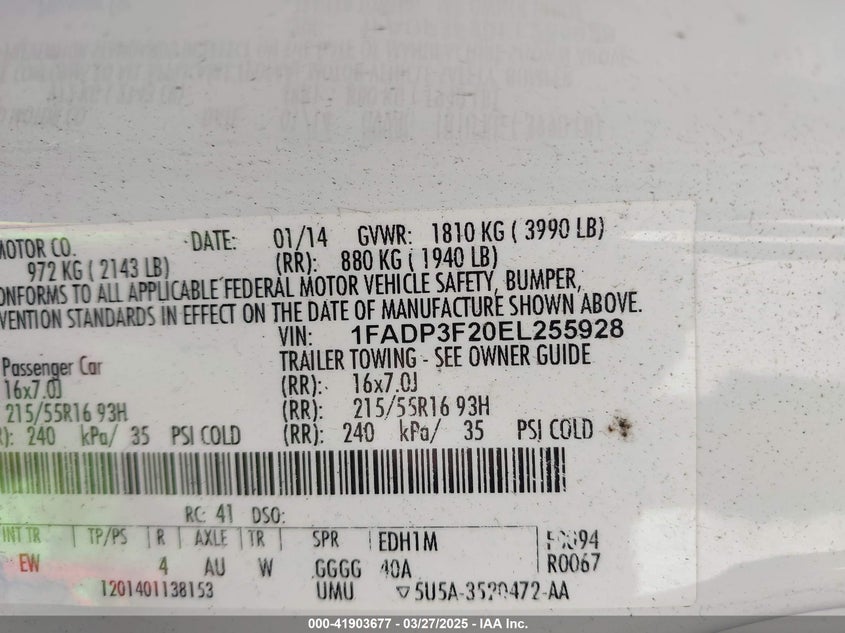 MOTOR CO. DATE: 01/14 GVWR: 1810 KG ( 3990 LB)
972 KG ( 2143 LB) (RR): 880 KG ( 1940 LB)
ONFORMS TO ALL APPLICABLE FEDERAL MOTOR VEHICLE SAFETY, BUMPER,
VENTION STANDARDS IN EFFECT ON THE DATE OF MANUFACTURE SHOWN ABOVE.
VIN: 1FADP3F20EL255928
Passenger Car TRAILER TOWING - SEE OWNER GUIDE
16x7.0J (RR): 16x7.0J
215/55R16 93H (RR): 215/55R16 93H
R): 240 kPa/ 35 PSI COLD (RR): 240 kPa/ 35 PSI COLD
RC: 41 DSO:
INT TR TP/PS R AXLE TR SPR EDH1M
EW 4 AU W GGGG 40A R0067
1201401138153 UMU ▽5U5A-3520472-AA
000-41903677 - 03/27/2025 - IAA Inc.